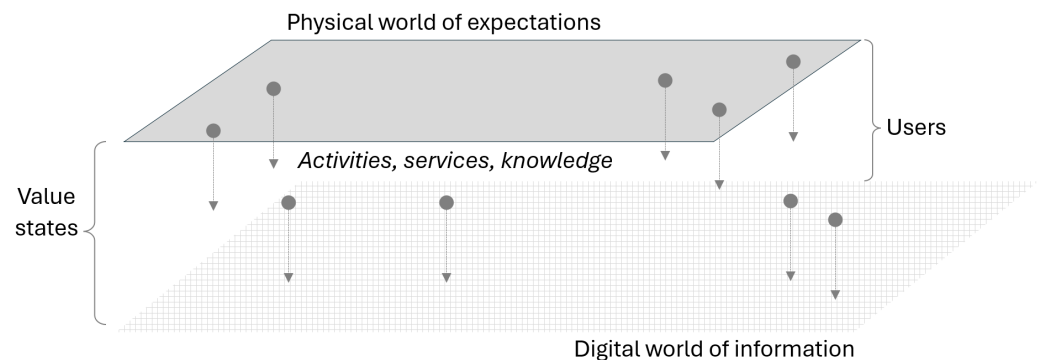 Physical world of expectations
Users
Activities, services, knowledge
Value
states
Digital world of information